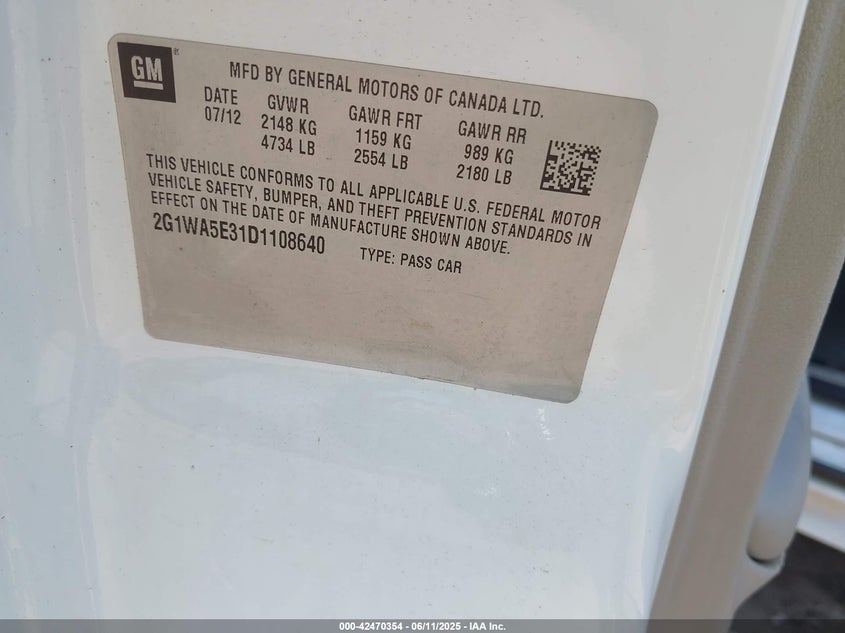 GM
MFD BY GENERAL MOTORS OF CANADA LTD.
DATE GVWR GAWR FRT GAWR RR
07/12 2148 KG 1159 KG 989 KG
4734 LB 2554 LB 2180 LB
THIS VEHICLE CONFORMS TO ALL APPLICABLE U.S. FEDERAL MOTOR
VEHICLE SAFETY, BUMPER, AND THEFT PREVENTION STANDARDS IN
EFFECT ON THE DATE OF MANUFACTURE SHOWN ABOVE.
2G1WA5E31D1108640 TYPE: PASS CAR
000-42470354 - 06/11/2025 - IAA Inc.